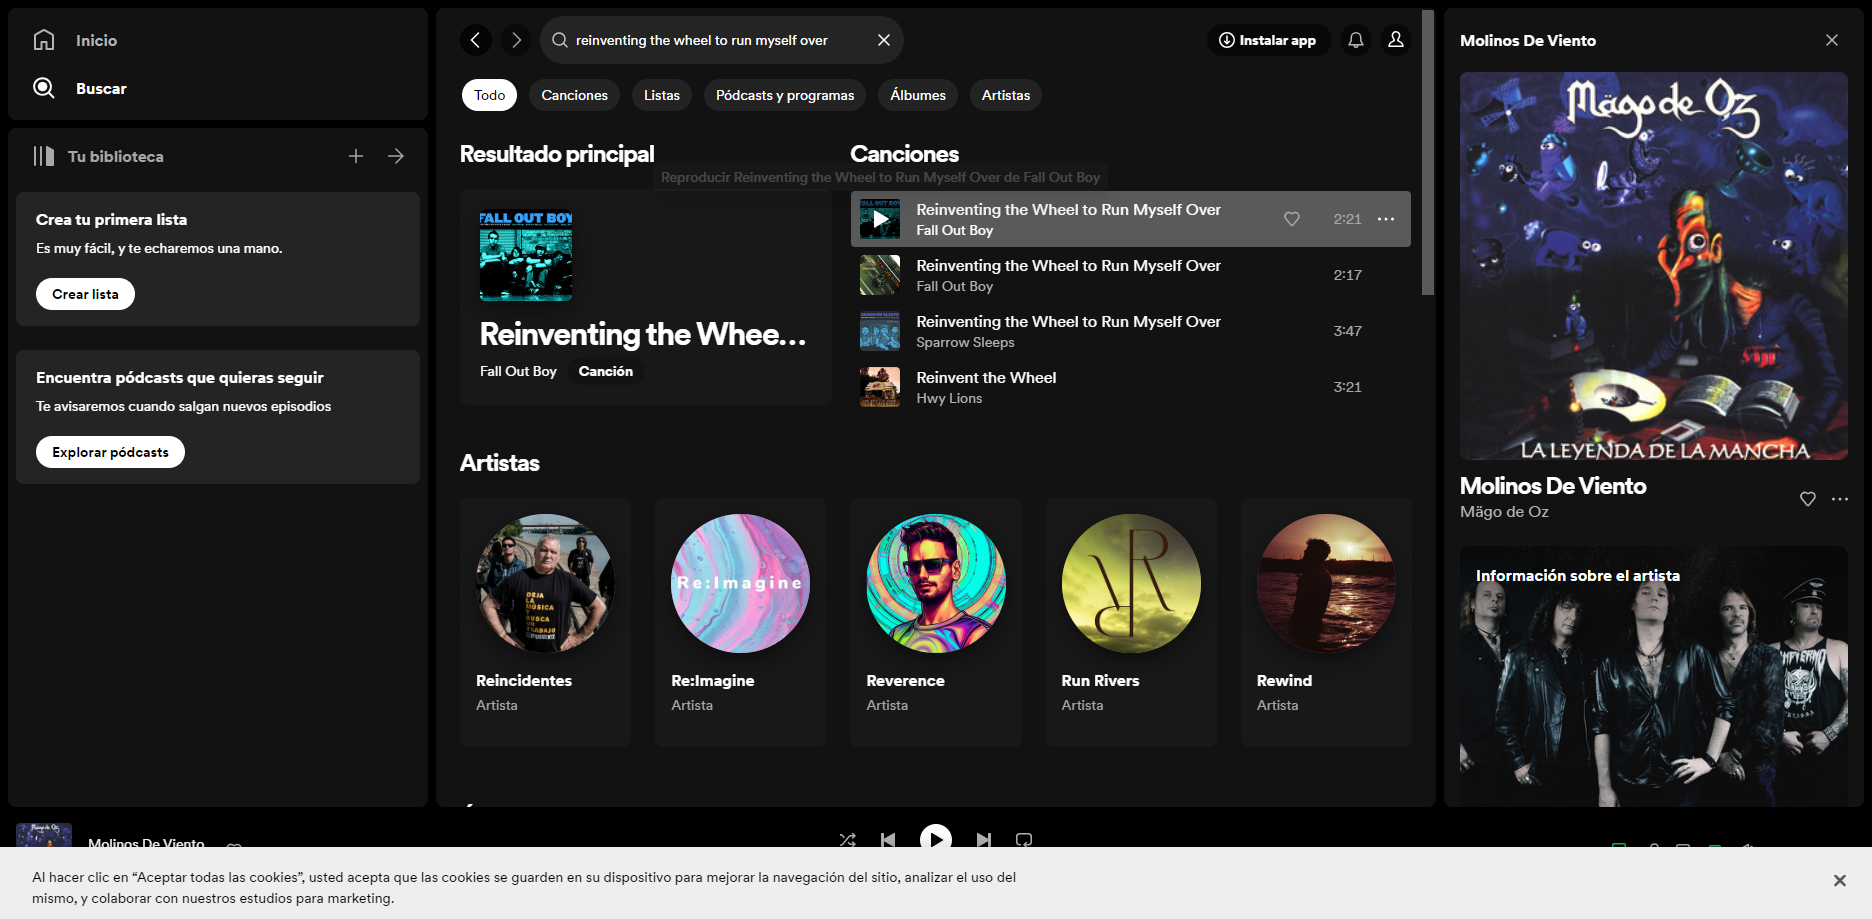 Inicio
Buscar
Tu biblioteca
Crea tu primera lista
Es muy fácil, y te echaremos una mano.
Crear lista
Encuentra pódcasts que quieras seguir
Te avisaremos cuando salgan nuevos episodios
Explorar pódcasts
reinventing the wheel to run myself over
Instalar app
Todo
Canciones
Listas
Pódcasts y programas
Álbumes
Artistas
Resultado principal
FALL OUT BOY
Reinventing the Whee...
Fall Out Boy
Canción
Canciones
Reproducir Reinventing the Wheel to Run Myself Over de Fall Out Boy
Reinventing the Wheel to Run Myself Over
Fall Out Boy
2:21
Reinventing the Wheel to Run Myself Over
Fall Out Boy
2:17
Reinventing the Wheel to Run Myself Over
Sparrow Sleeps
3:47
Reinvent the Wheel
Hwy Lions
3:21
Artistas
DEJA
LA
MÚSICA
Y
BUSCA
UN
TRABAJO
Reincidentes
Artista
Re:Imagine
Re:Imagine
Artista
Reverence
Artista
Run Rivers
Artista
Rewind
Artista
Molinos De Viento
Mägo de Oz
LA LEYENDA DE LA MANCHA
Molinos De Viento
Mägo de Oz
Información sobre el artista
Molinos De Viento
Al hacer clic en “Aceptar todas las cookies”, usted acepta que las cookies se guarden en su dispositivo para mejorar la navegación del sitio, analizar el uso del
mismo, y colaborar con nuestros estudios para marketing.